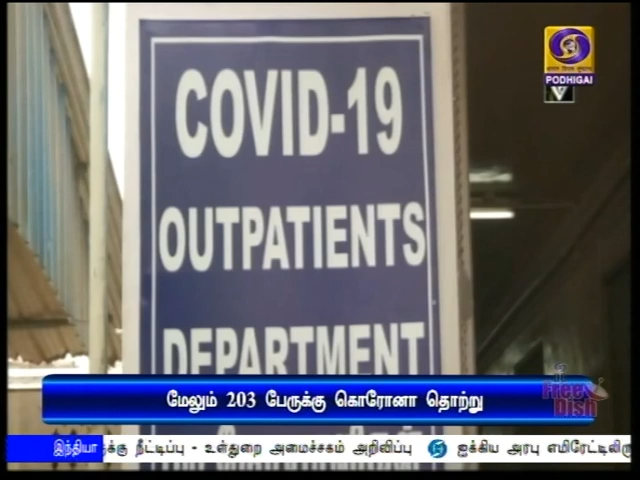 COVID-19
OUTPATIENTS
DEPARTMENT
PODHIGAI
மேலும் 203 பேருக்கு கொரோனா தொற்று
Free
Dish
இந்தியா
க்கு நீட்டிப்பு - உள்துறை அமைச்சகம் அறிவிப்பு
ஐக்கிய அரபு எமிரேட்டிலிரு